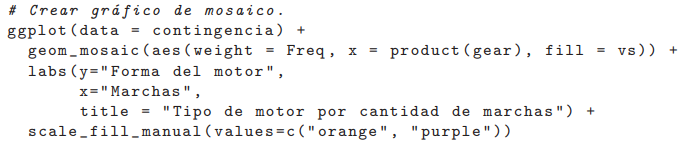 # Crear gráfico de mosaico.
ggplot(data = contingencia) +
  geom_mosaic(aes(weight = Freq, x = product(gear), fill = vs)) +
  labs(y="Forma del motor",
       x="Marchas",
       title = "Tipo de motor por cantidad de marchas") +
  scale_fill_manual(values=c("orange", "purple"))